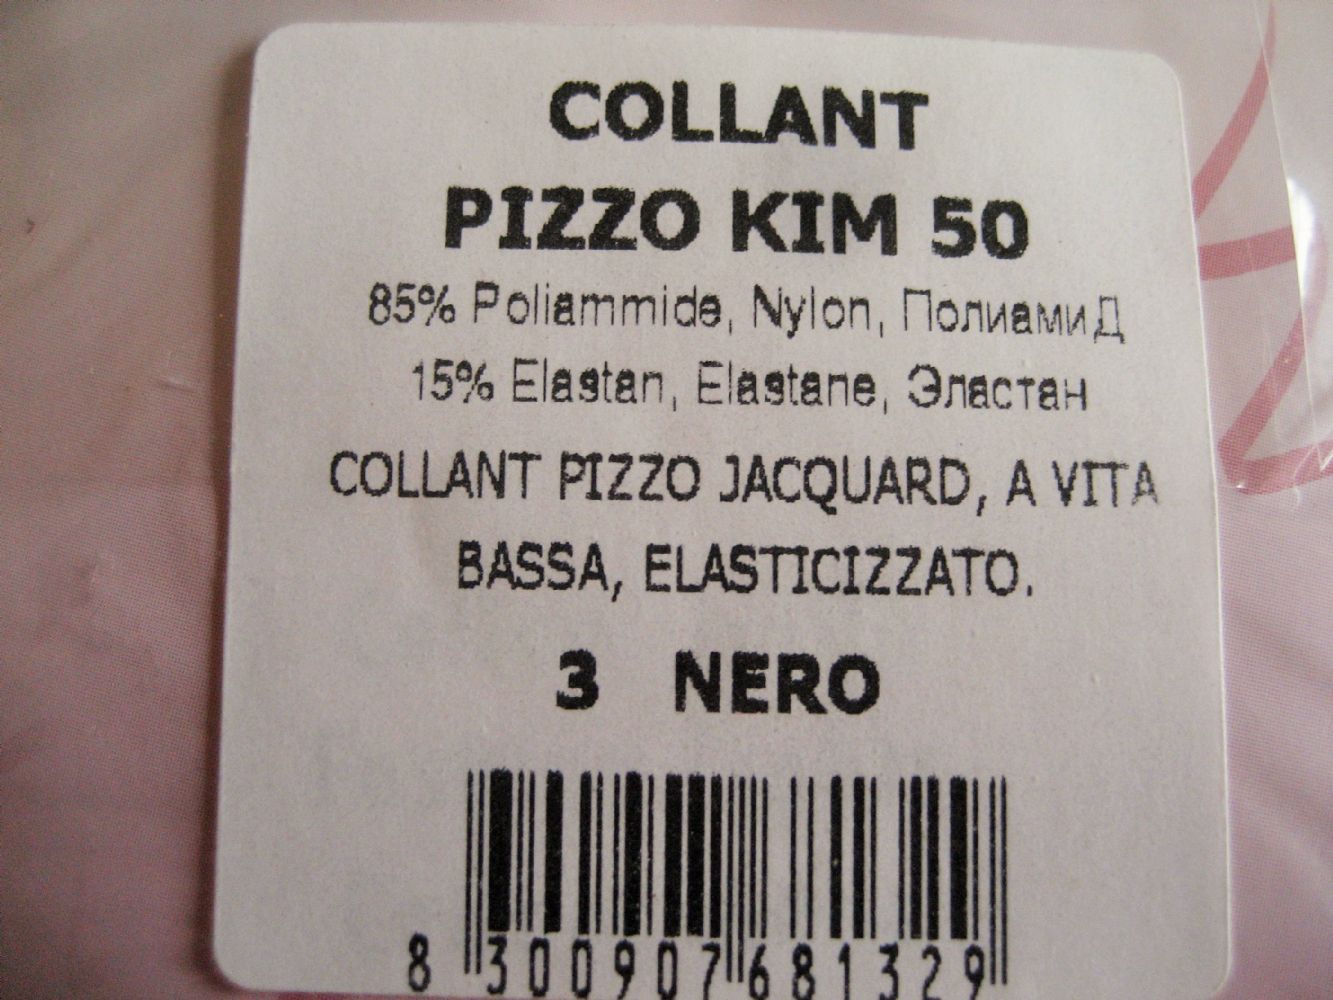 COLLANT
PIZZO KIM 50
85% Poliammide, Nylon, ПолиамиД
15% Elastan, Elastane, Эластан
COLLANT PIZZO JACQUARD, A VITA
BASSA, ELASTICIZZATO.
3 NERO
8 300907 681329